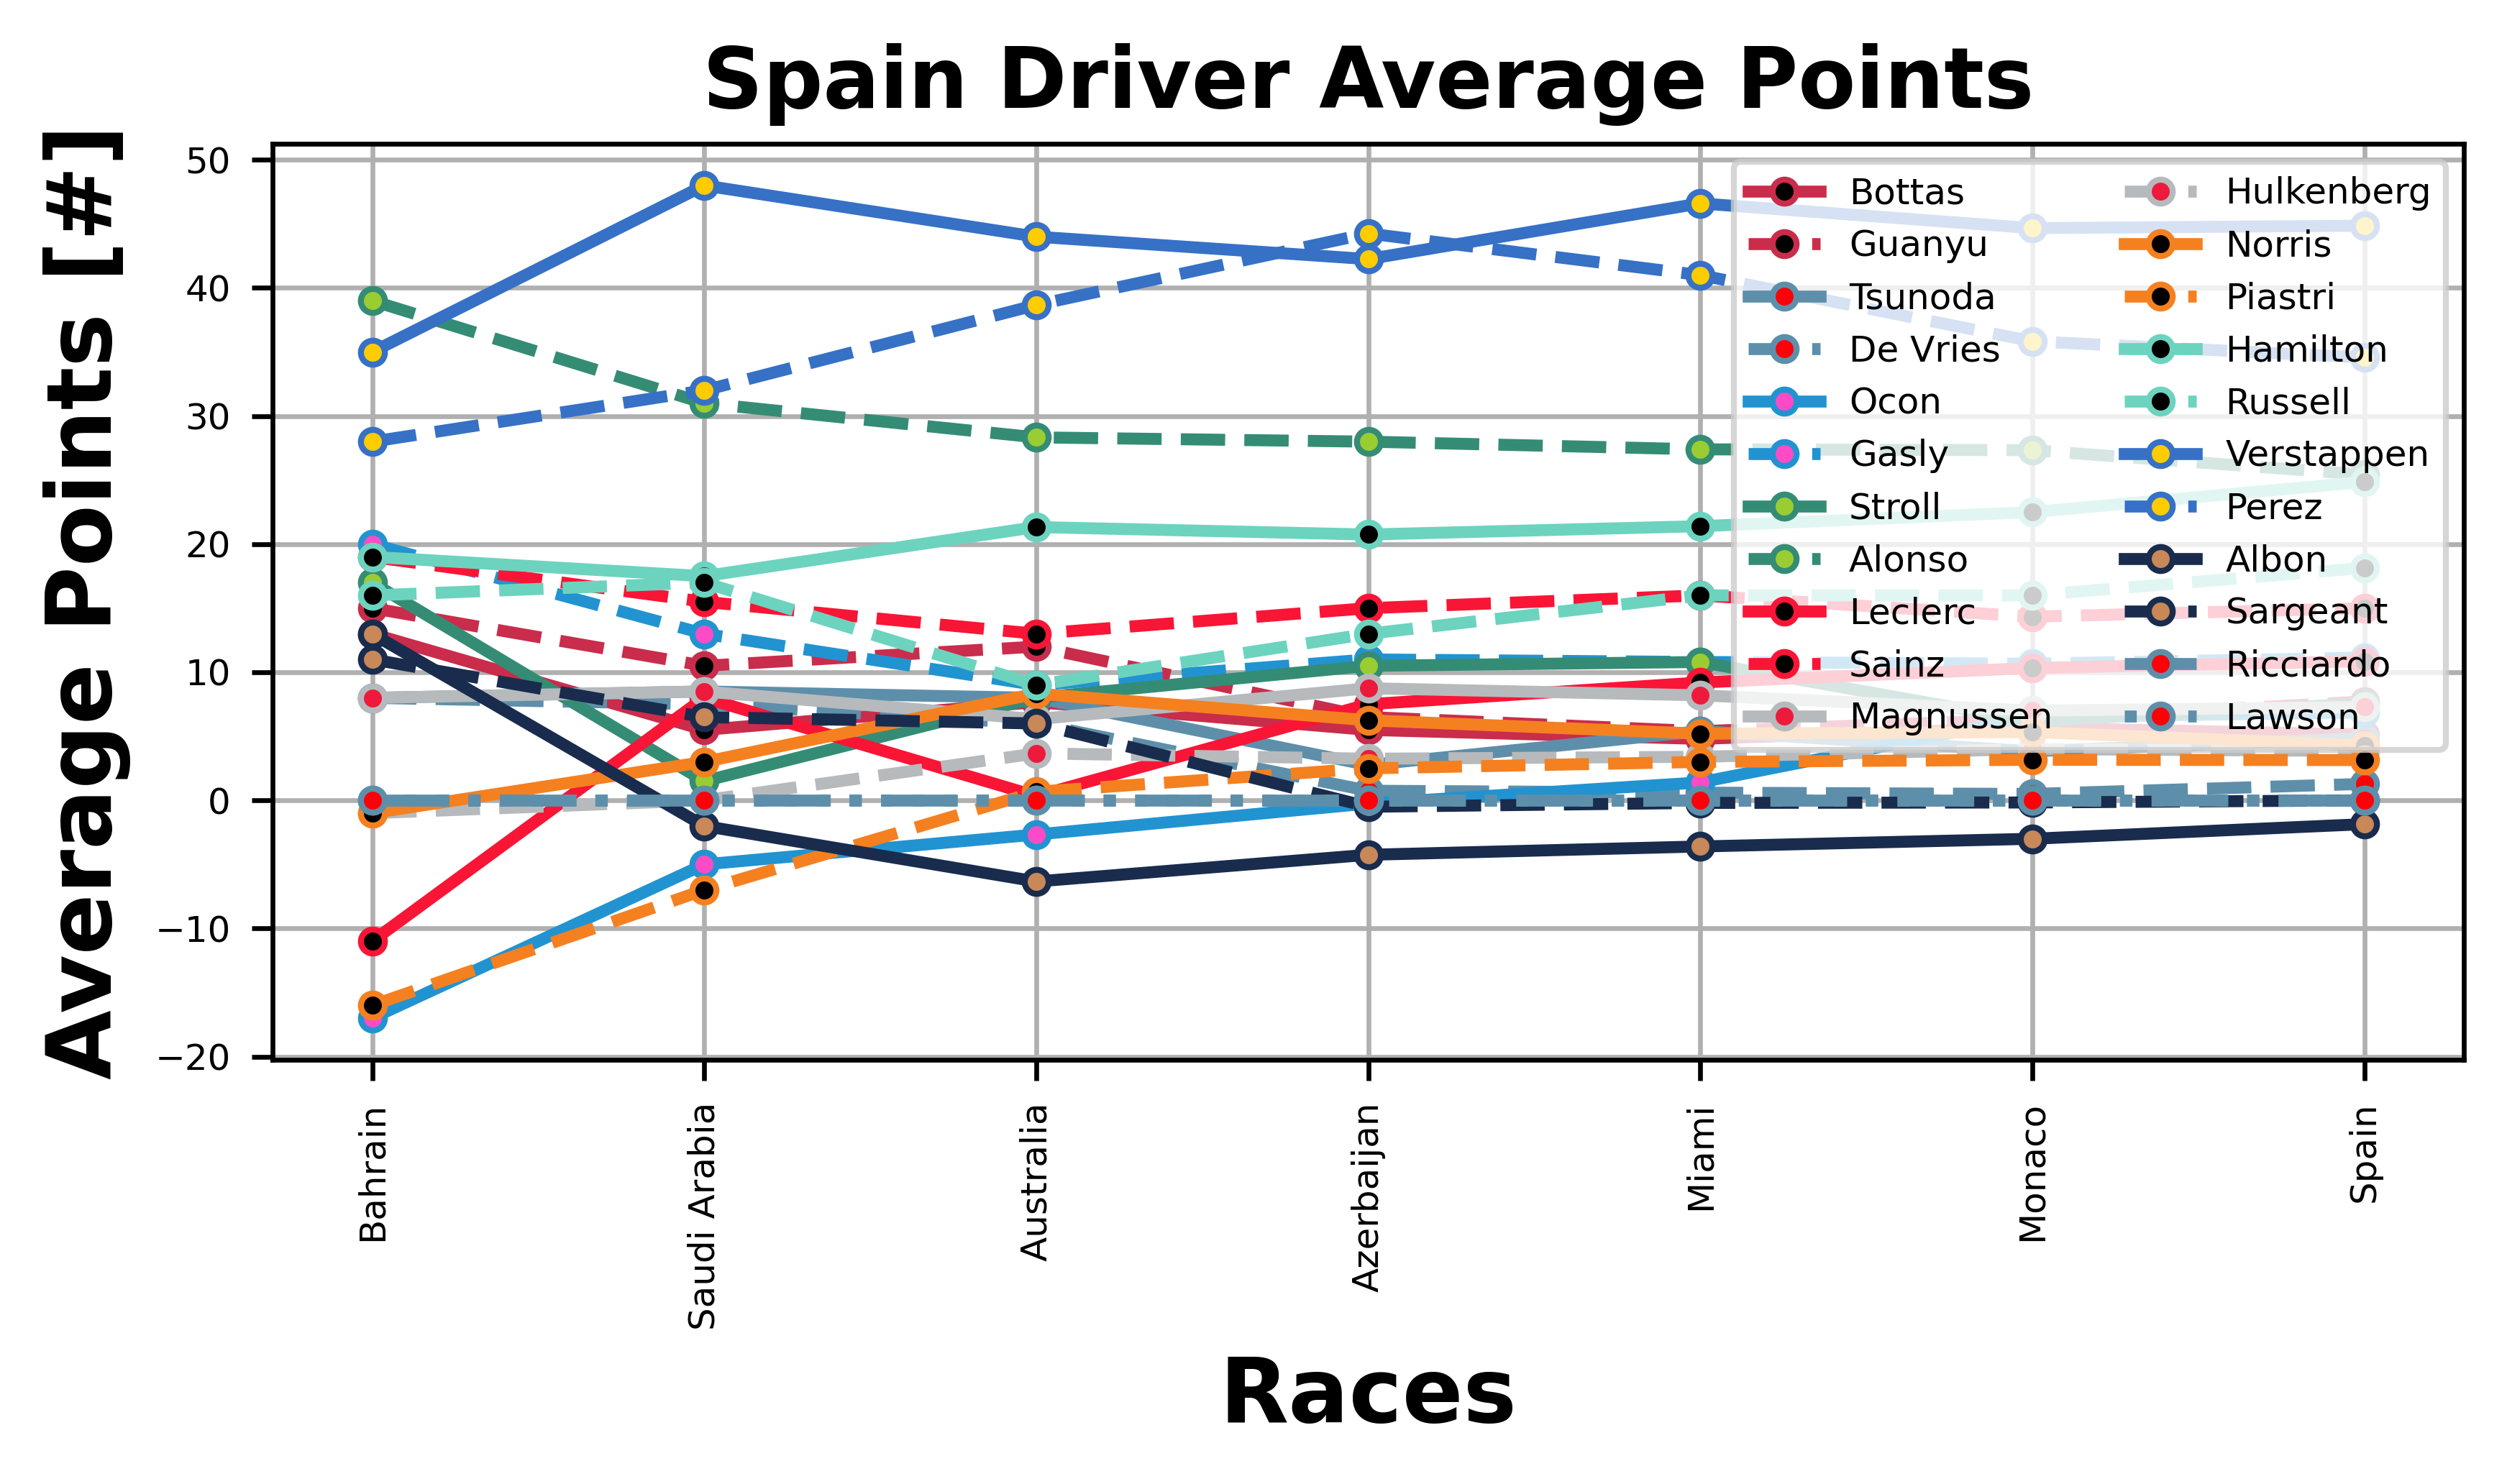 Spain Driver Average Points
Average Points [#]
50
40
30
20
10
0
−10
−20
Bottas
Guanyu
Tsunoda
De Vries
Ocon
Gasly
Stroll
Alonso
Leclerc
Sainz
Magnussen
Hulkenberg
Norris
Piastri
Hamilton
Russell
Verstappen
Perez
Albon
Sargeant
Ricciardo
Lawson
Bahrain
Saudi Arabia
Australia
Azerbaijan
Miami
Monaco
Spain
Races